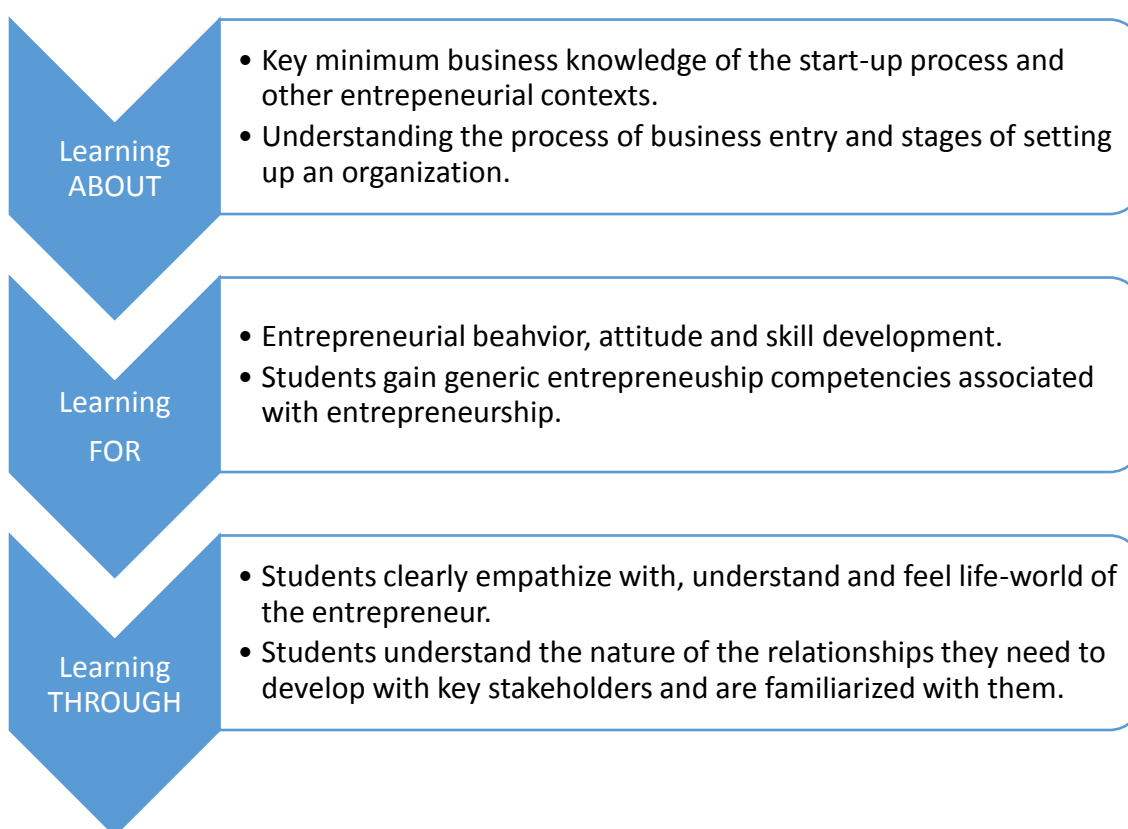 Learning
ABOUT
• Key minimum business knowledge of the start-up process and
other entrepeneurial contexts.
• Understanding the process of business entry and stages of setting
up an organization.
Learning
FOR
• Entrepreneurial beahvior, attitude and skill development.
• Students gain generic entrepreneuship competencies associated
with entrepreneurship.
Learning
THROUGH
• Students clearly empathize with, understand and feel life-world of
the entrepreneur.
• Students understand the nature of the relationships they need to
develop with key stakeholders and are familiarized with them.